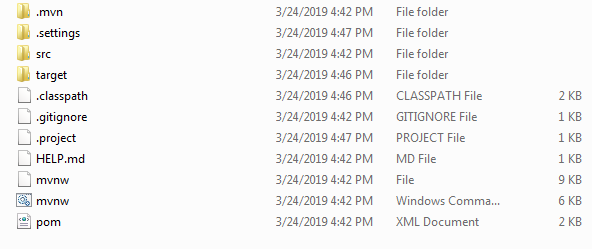 .mvn 3/24/2019 4:42 PM File folder
.settings 3/24/2019 4:47 PM File folder
src 3/24/2019 4:42 PM File folder
target 3/24/2019 4:46 PM File folder
.classpath 3/24/2019 4:46 PM CLASSPATH File 2 KB
.gitignore 3/24/2019 4:42 PM GITIGNORE File 1 KB
.project 3/24/2019 4:47 PM PROJECT File 1 KB
HELP.md 3/24/2019 4:42 PM MD File 1 KB
mvnw 3/24/2019 4:42 PM File 9 KB
mvnw 3/24/2019 4:42 PM Windows Comma... 6 KB
pom 3/24/2019 4:42 PM XML Document 2 KB